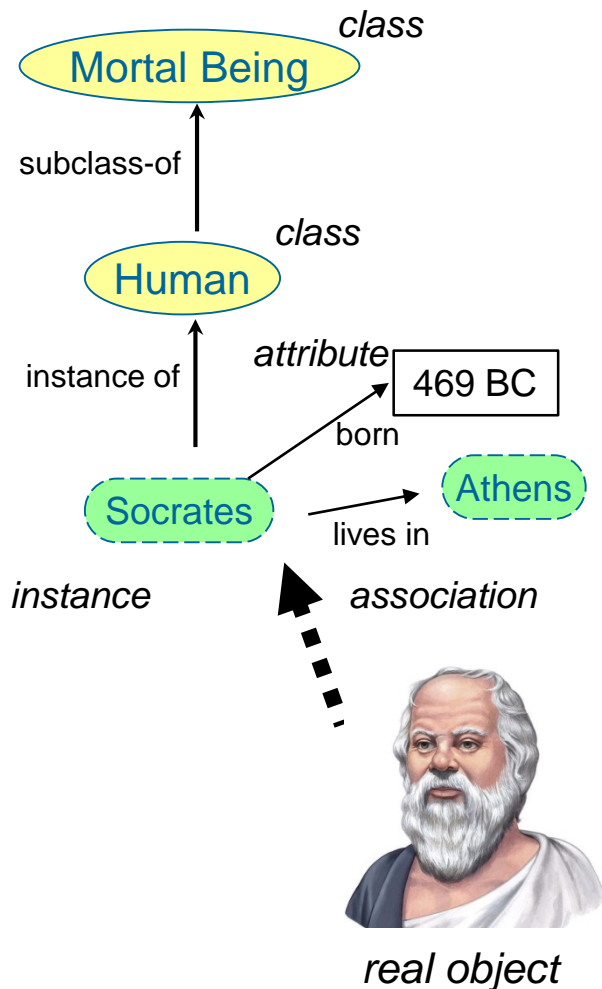 class
Mortal Being
subclass-of
class
Human
attribute
instance of
469 BC
born
Socrates
Athens
lives in
instance
association
real object